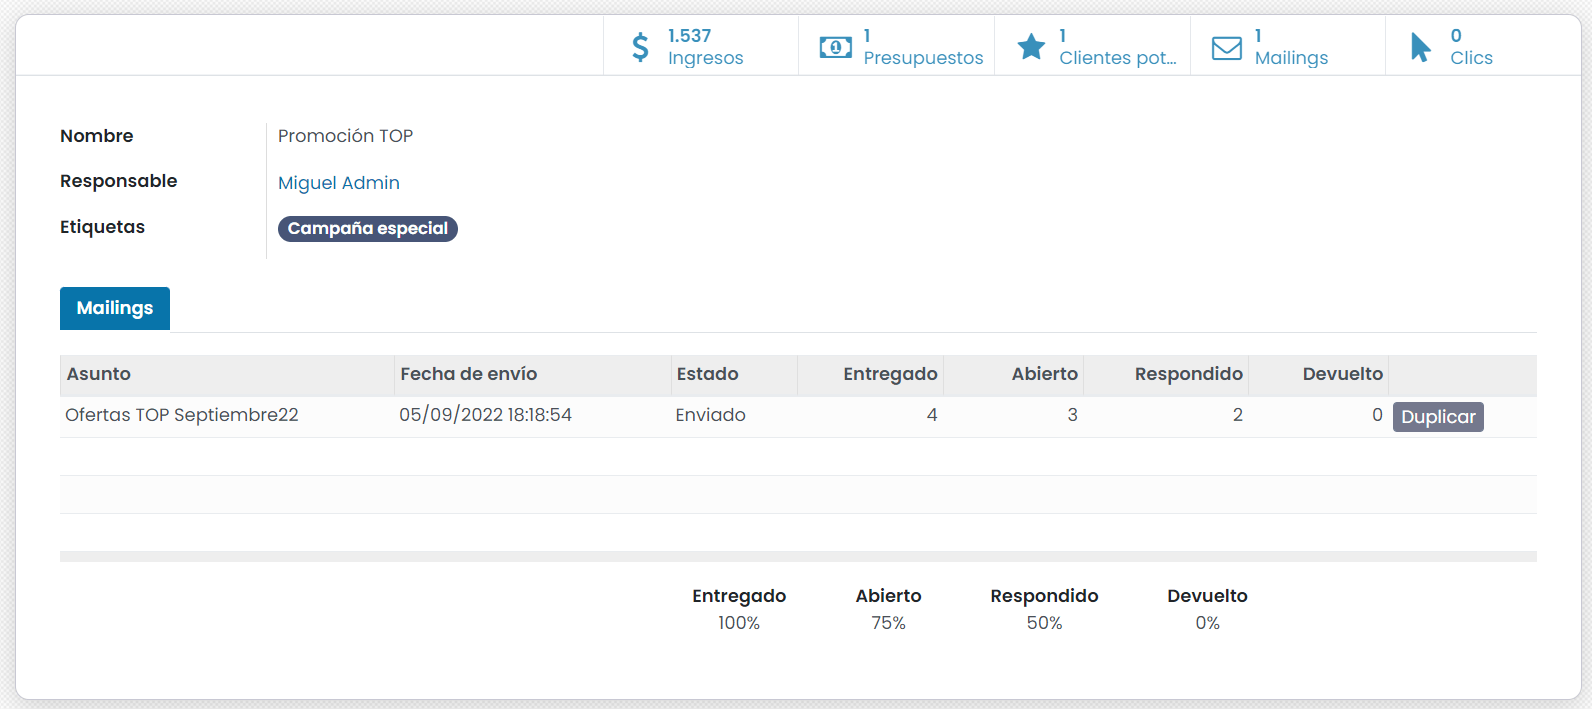 1.537 1 1 1 0
Ingresos Presupuestos Clientes pot... Mailings Clics
Nombre Promoción TOP
Responsable Miguel Admin
Etiquetas Campaña especial
Mailings
Asunto Fecha de envío Estado Entregado Abierto Respondido Devuelto
Ofertas TOP Septiembre22 05/09/2022 18:18:54 Enviado 4 3 2 0 Duplicar
Entregado Abierto Respondido Devuelto
100% 75% 50% 0%